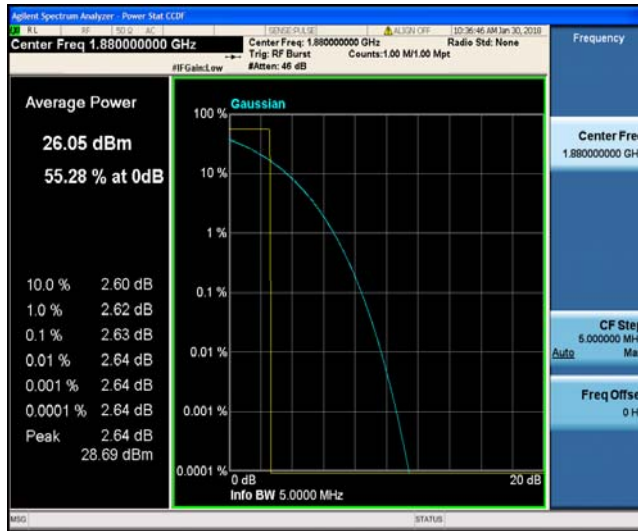 Agilent Spectrum Analyzer - Power Stat CCDF
RL RF 50 Ω AC SENSE:PULSE ALIGN OFF 10:36:46 AM Jan 30, 2018
Center Freq 1.880000000 GHz
Center Freq: 1.880000000 GHz Radio Std: None
Trig: RF Burst Counts:1.00 M/1.00 Mpt
#IFGain:Low #Atten: 46 dB
Frequency
Average Power
26.05 dBm
55.28 % at 0dB
10.0 % 2.60 dB
1.0 % 2.62 dB
0.1 % 2.63 dB
0.01 % 2.64 dB
0.001 % 2.64 dB
0.0001 % 2.64 dB
Peak 2.64 dB
28.69 dBm
Gaussian
100 %
10 %
1 %
0.1 %
0.01 %
0.001 %
0.0001 %
0 dB 20 dB
Info BW 5.0000 MHz
Center Fre
1.880000000 GH
CF Ste
5.000000 MH
Auto Ma
Freq Offse
0 H
MSG STATUS